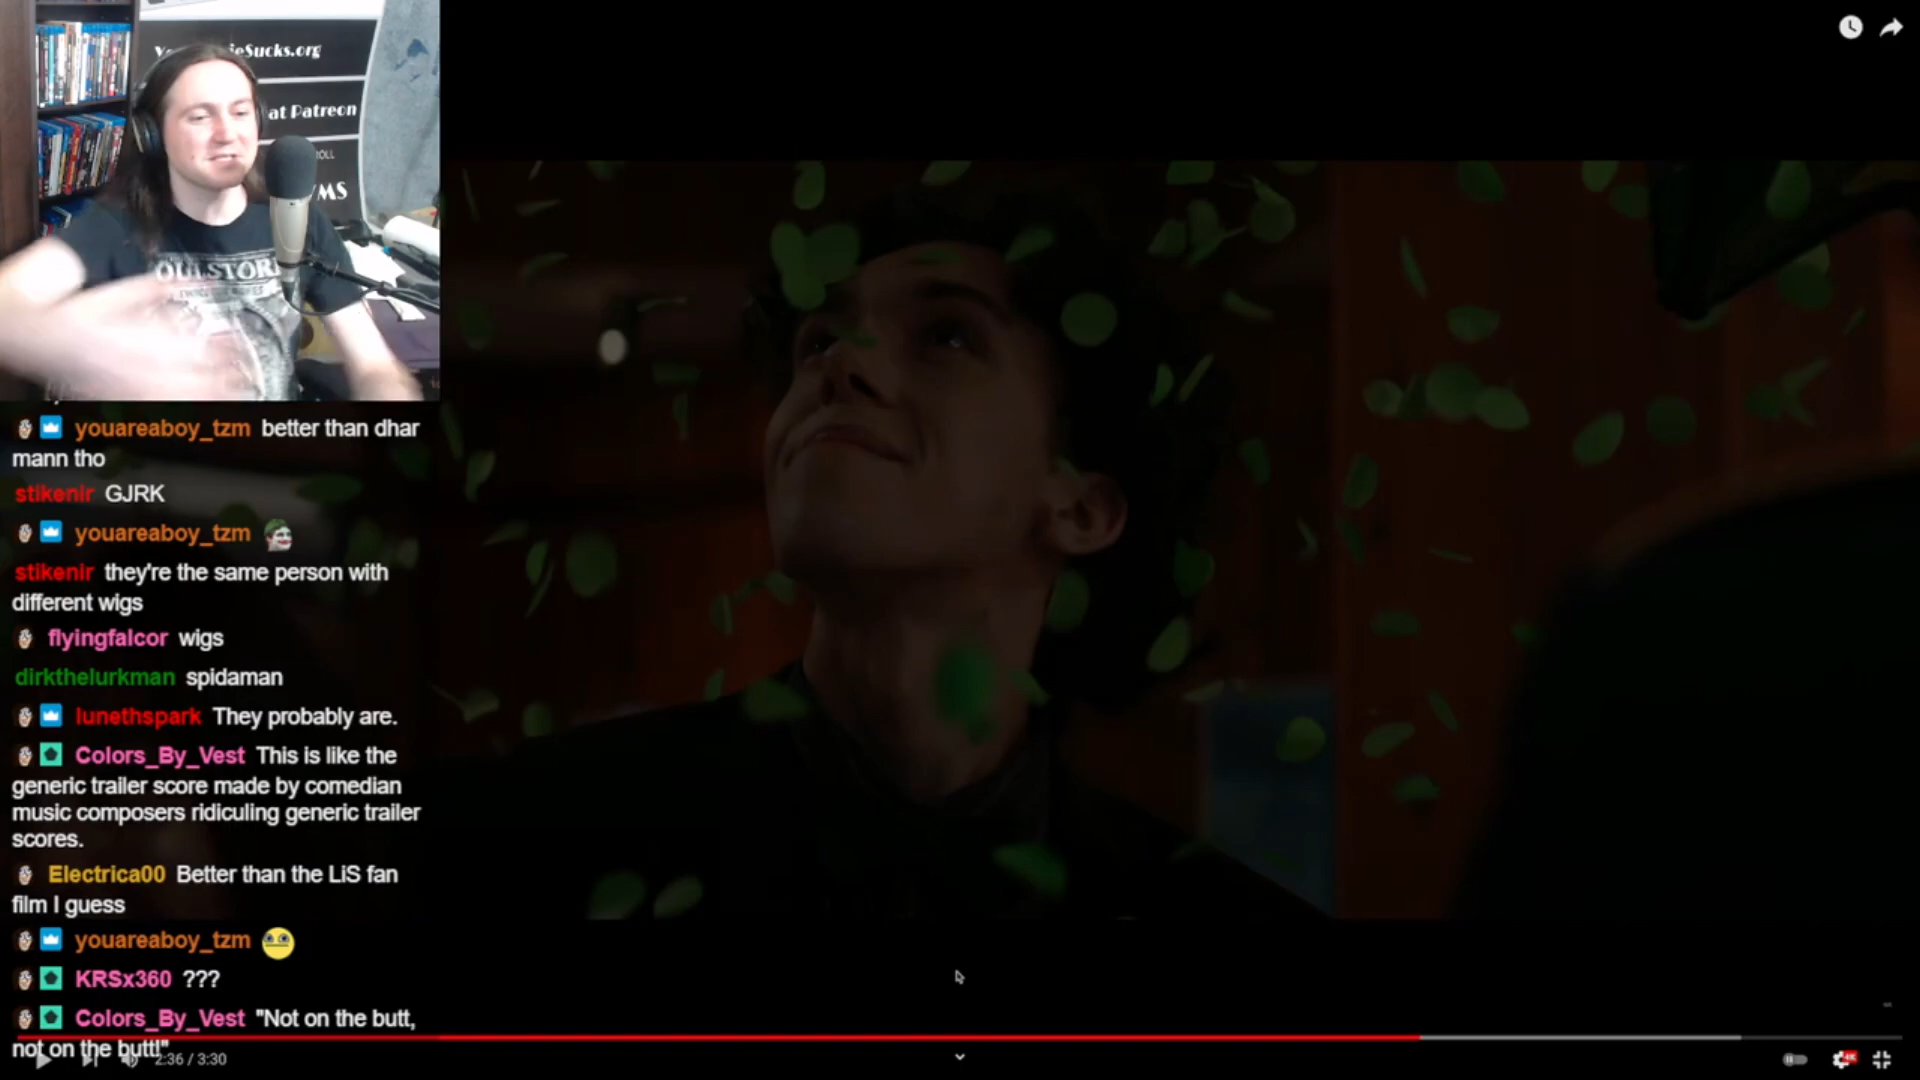 ieSucks.org
at Patreon
ROLL
MS
youareaboy_tzm better than dhar
mann tho
stikenir GJRK
youareaboy_tzm
stikenir they're the same person with
different wigs
flyingfalcor wigs
dirkthelurkman spidaman
lunethspark They probably are.
Colors_By_Vest This is like the
generic trailer score made by comedian
music composers ridiculing generic trailer
scores.
Electrica00 Better than the LiS fan
film I guess
youareaboy_tzm
KRSx360 ???
Colors_By_Vest "Not on the butt,
not on the butt!"
2:36 / 3:30
4K